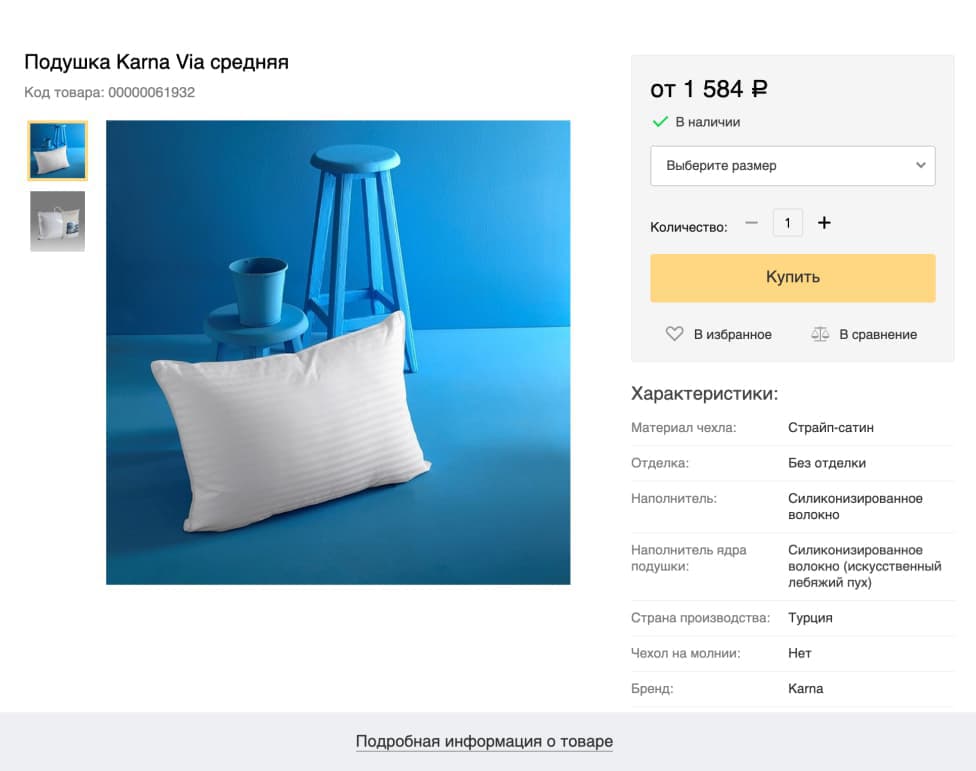 Подушка Karna Via средняя
Код товара: 00000061932
от 1 584 ₽
В наличии
Выберите размер
Количество: − 1 +
Купить
В избранное В сравнение
Характеристики:
Материал чехла: Страйп-сатин
Отделка: Без отделки
Наполнитель: Силиконизированное
волокно
Наполнитель ядра
подушки:
Силиконизированное
волокно (искусственный
лебяжий пух)
Страна производства: Турция
Чехол на молнии: Нет
Бренд: Karna
Подробная информация о товаре